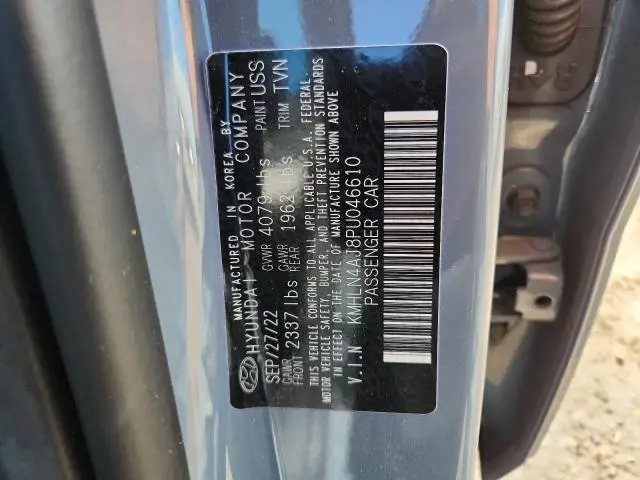 MANUFACTURED IN KOREA BY
HYUNDAI MOTOR COMPANY
SEP/27/22 GVWR 4079 lbs PAINT USS
GAWR FRONT 2337 lbs GAWR REAR 1962 lbs TRIM TVN
THIS VEHICLE CONFORMS TO ALL APPLICABLE U.S.A. FEDERAL
MOTOR VEHICLE SAFETY, BUMPER, AND THEFT PREVENTION STANDARDS
IN EFFECT ON THE DATE OF MANUFACTURE SHOWN ABOVE
V.I.N KMHLN4AJ8PU046610
PASSENGER CAR